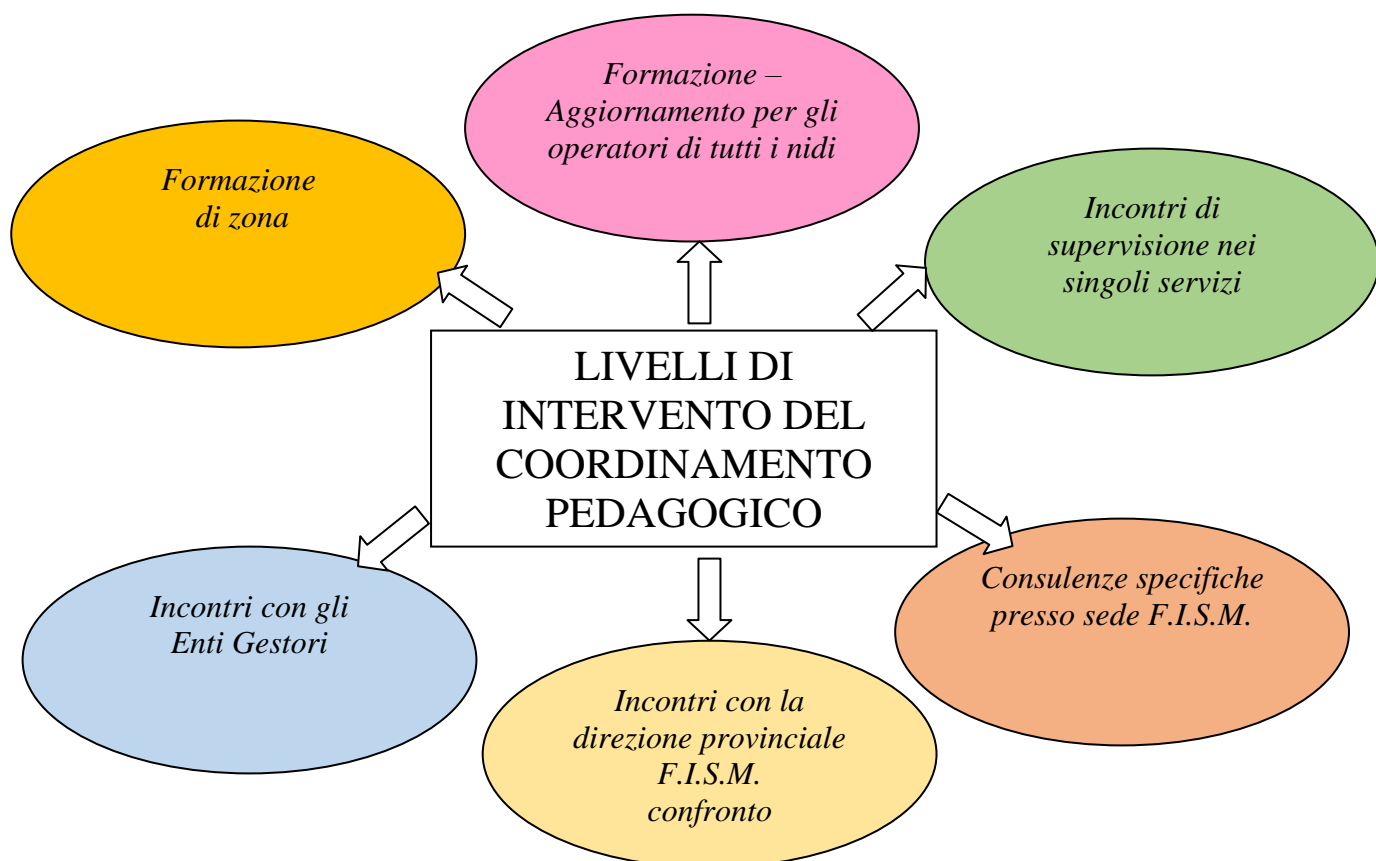 Formazione –
Aggiornamento per gli
operatori di tutti i nidi
Formazione
di zona
Incontri di
supervisione nei
singoli servizi
LIVELLI DI
INTERVENTO DEL
COORDINAMENTO
PEDAGOGICO
Incontri con gli
Enti Gestori
Consulenze specifiche
presso sede F.I.S.M.
Incontri con la
direzione provinciale
F.I.S.M.
confronto